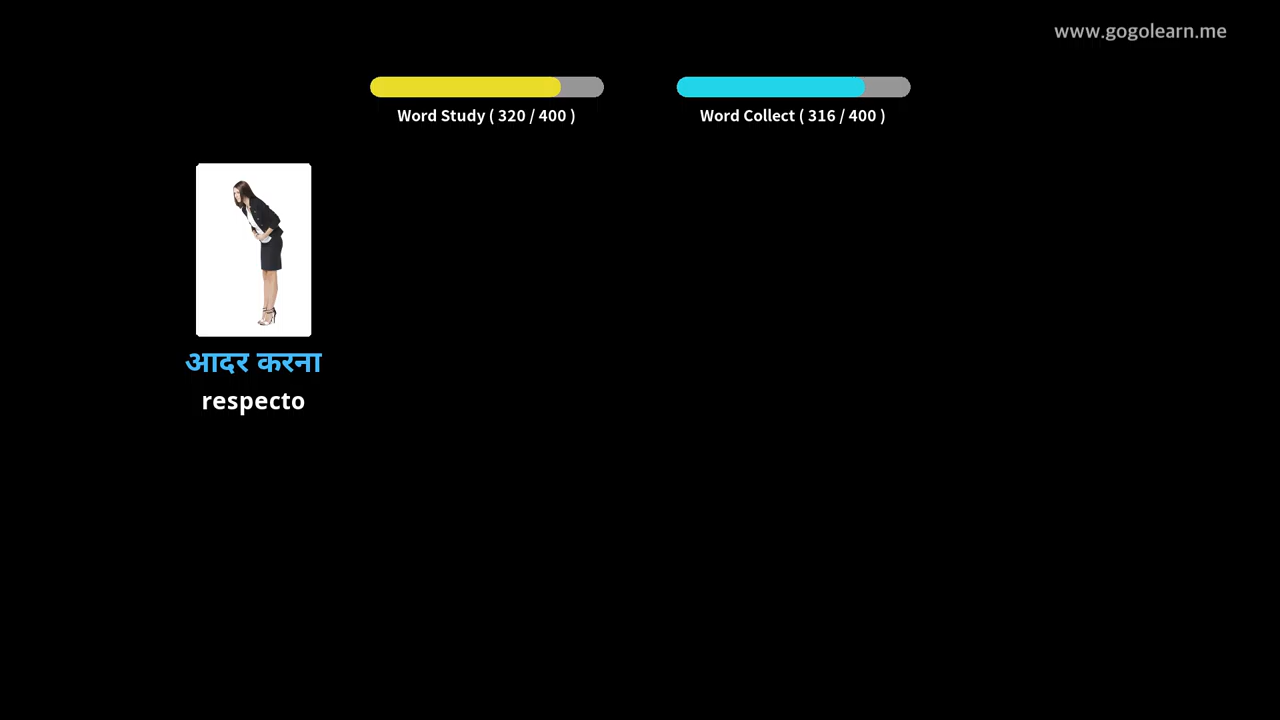 www.gogolearn.me
Word Study ( 320 / 400 )
Word Collect ( 316 / 400 )
आदर करना
respecto